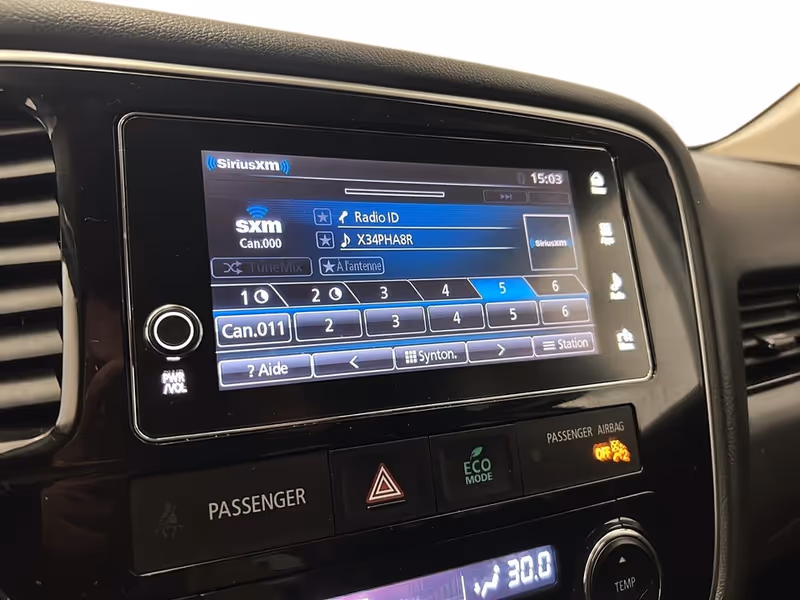 SiriusXM
15:03
sxm
Radio ID
Can.000
X34PHA8R
SiriusXM
TuneMix
À l'antenne
1 2 3 4 5 6
Can.011 2 3 4 5 6
? Aide < Synton. > Station
Apps
PWR
/VOL
PASSENGER
ECO
MODE
PASSENGER AIRBAG
OFF
30.0
TEMP